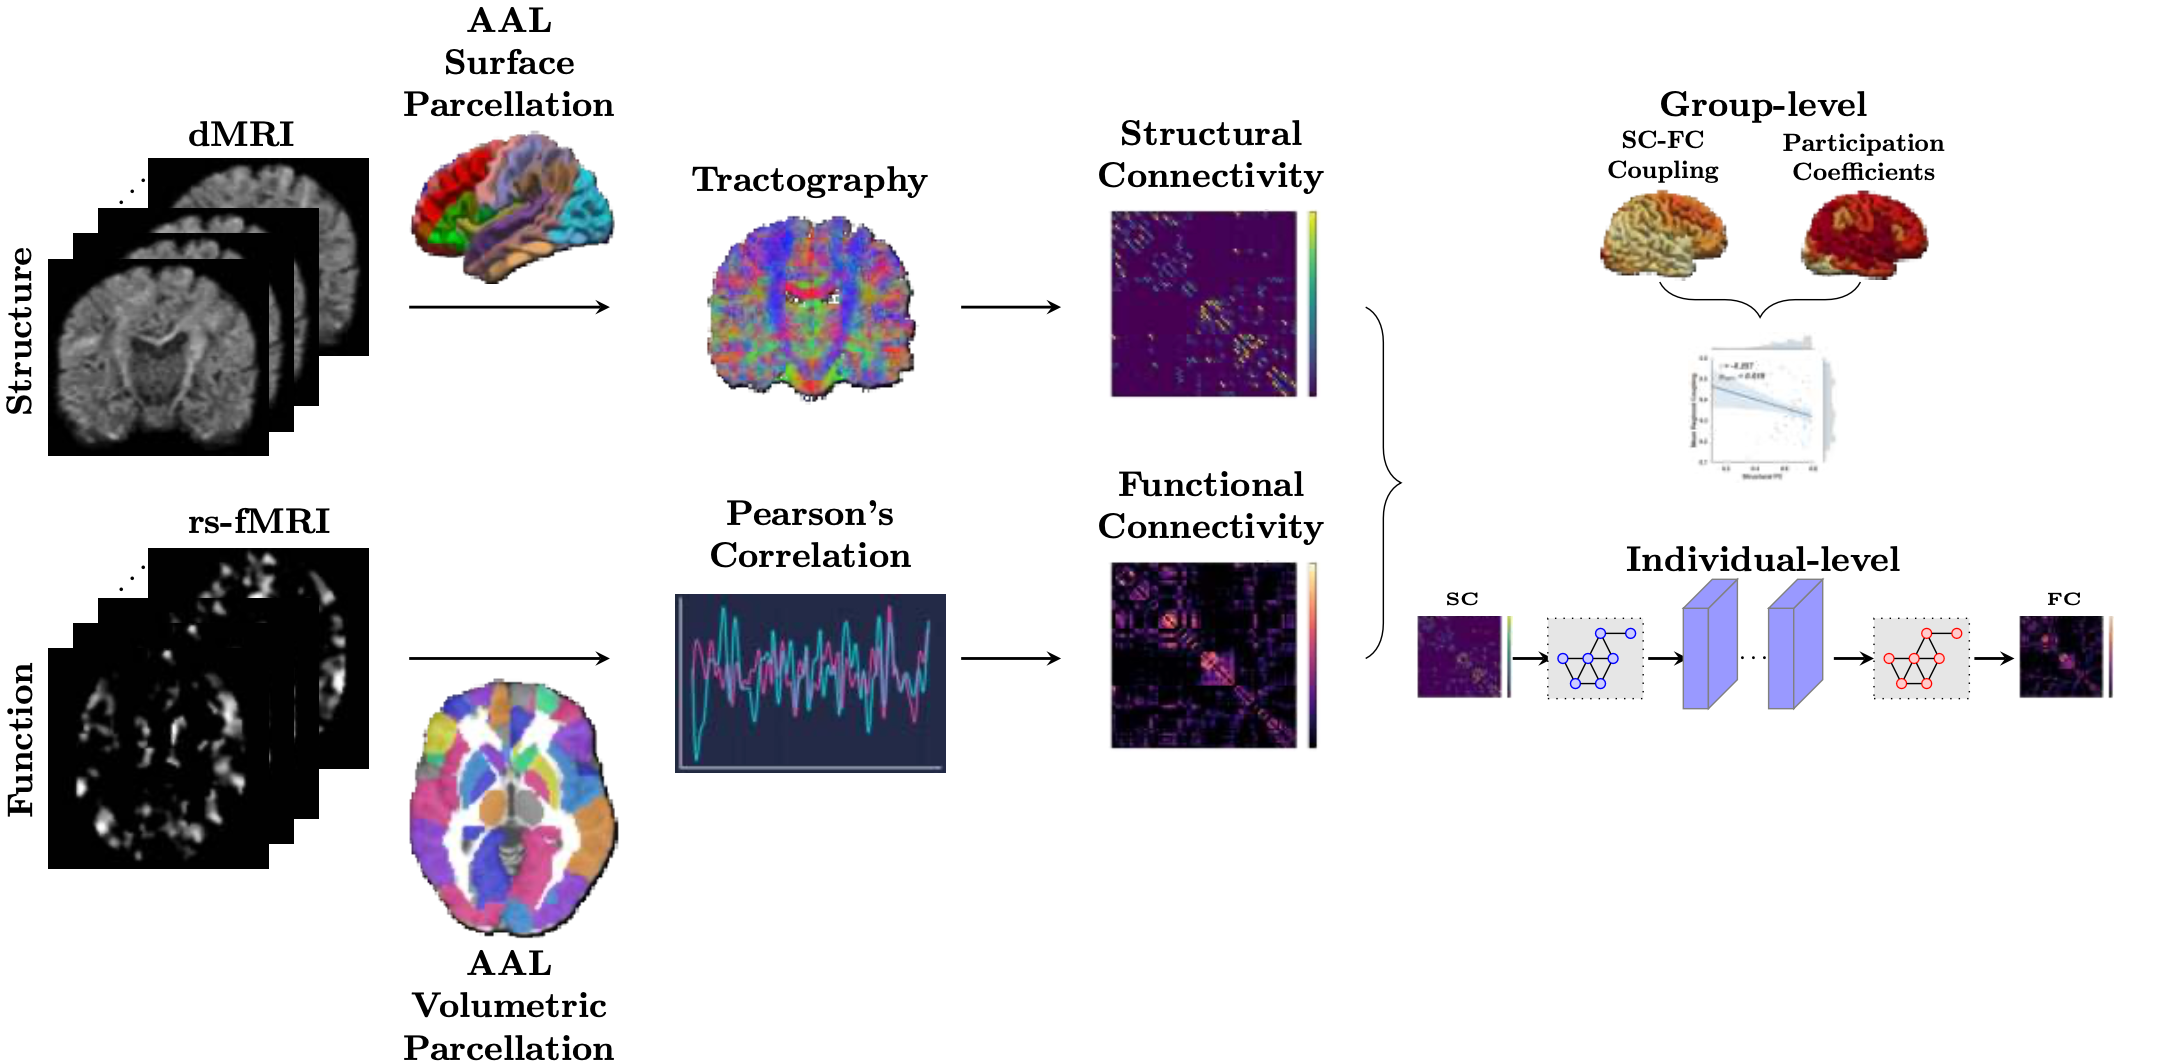 AAL
Surface
Parcellation
dMRI
Structure
Tractography
Structural
Connectivity
Group-level
SC-FC
Coupling
Participation
Coefficients
rs-fMRI
Function
Pearson's
Correlation
Functional
Connectivity
Individual-level
SC
FC
AAL
Volumetric
Parcellation